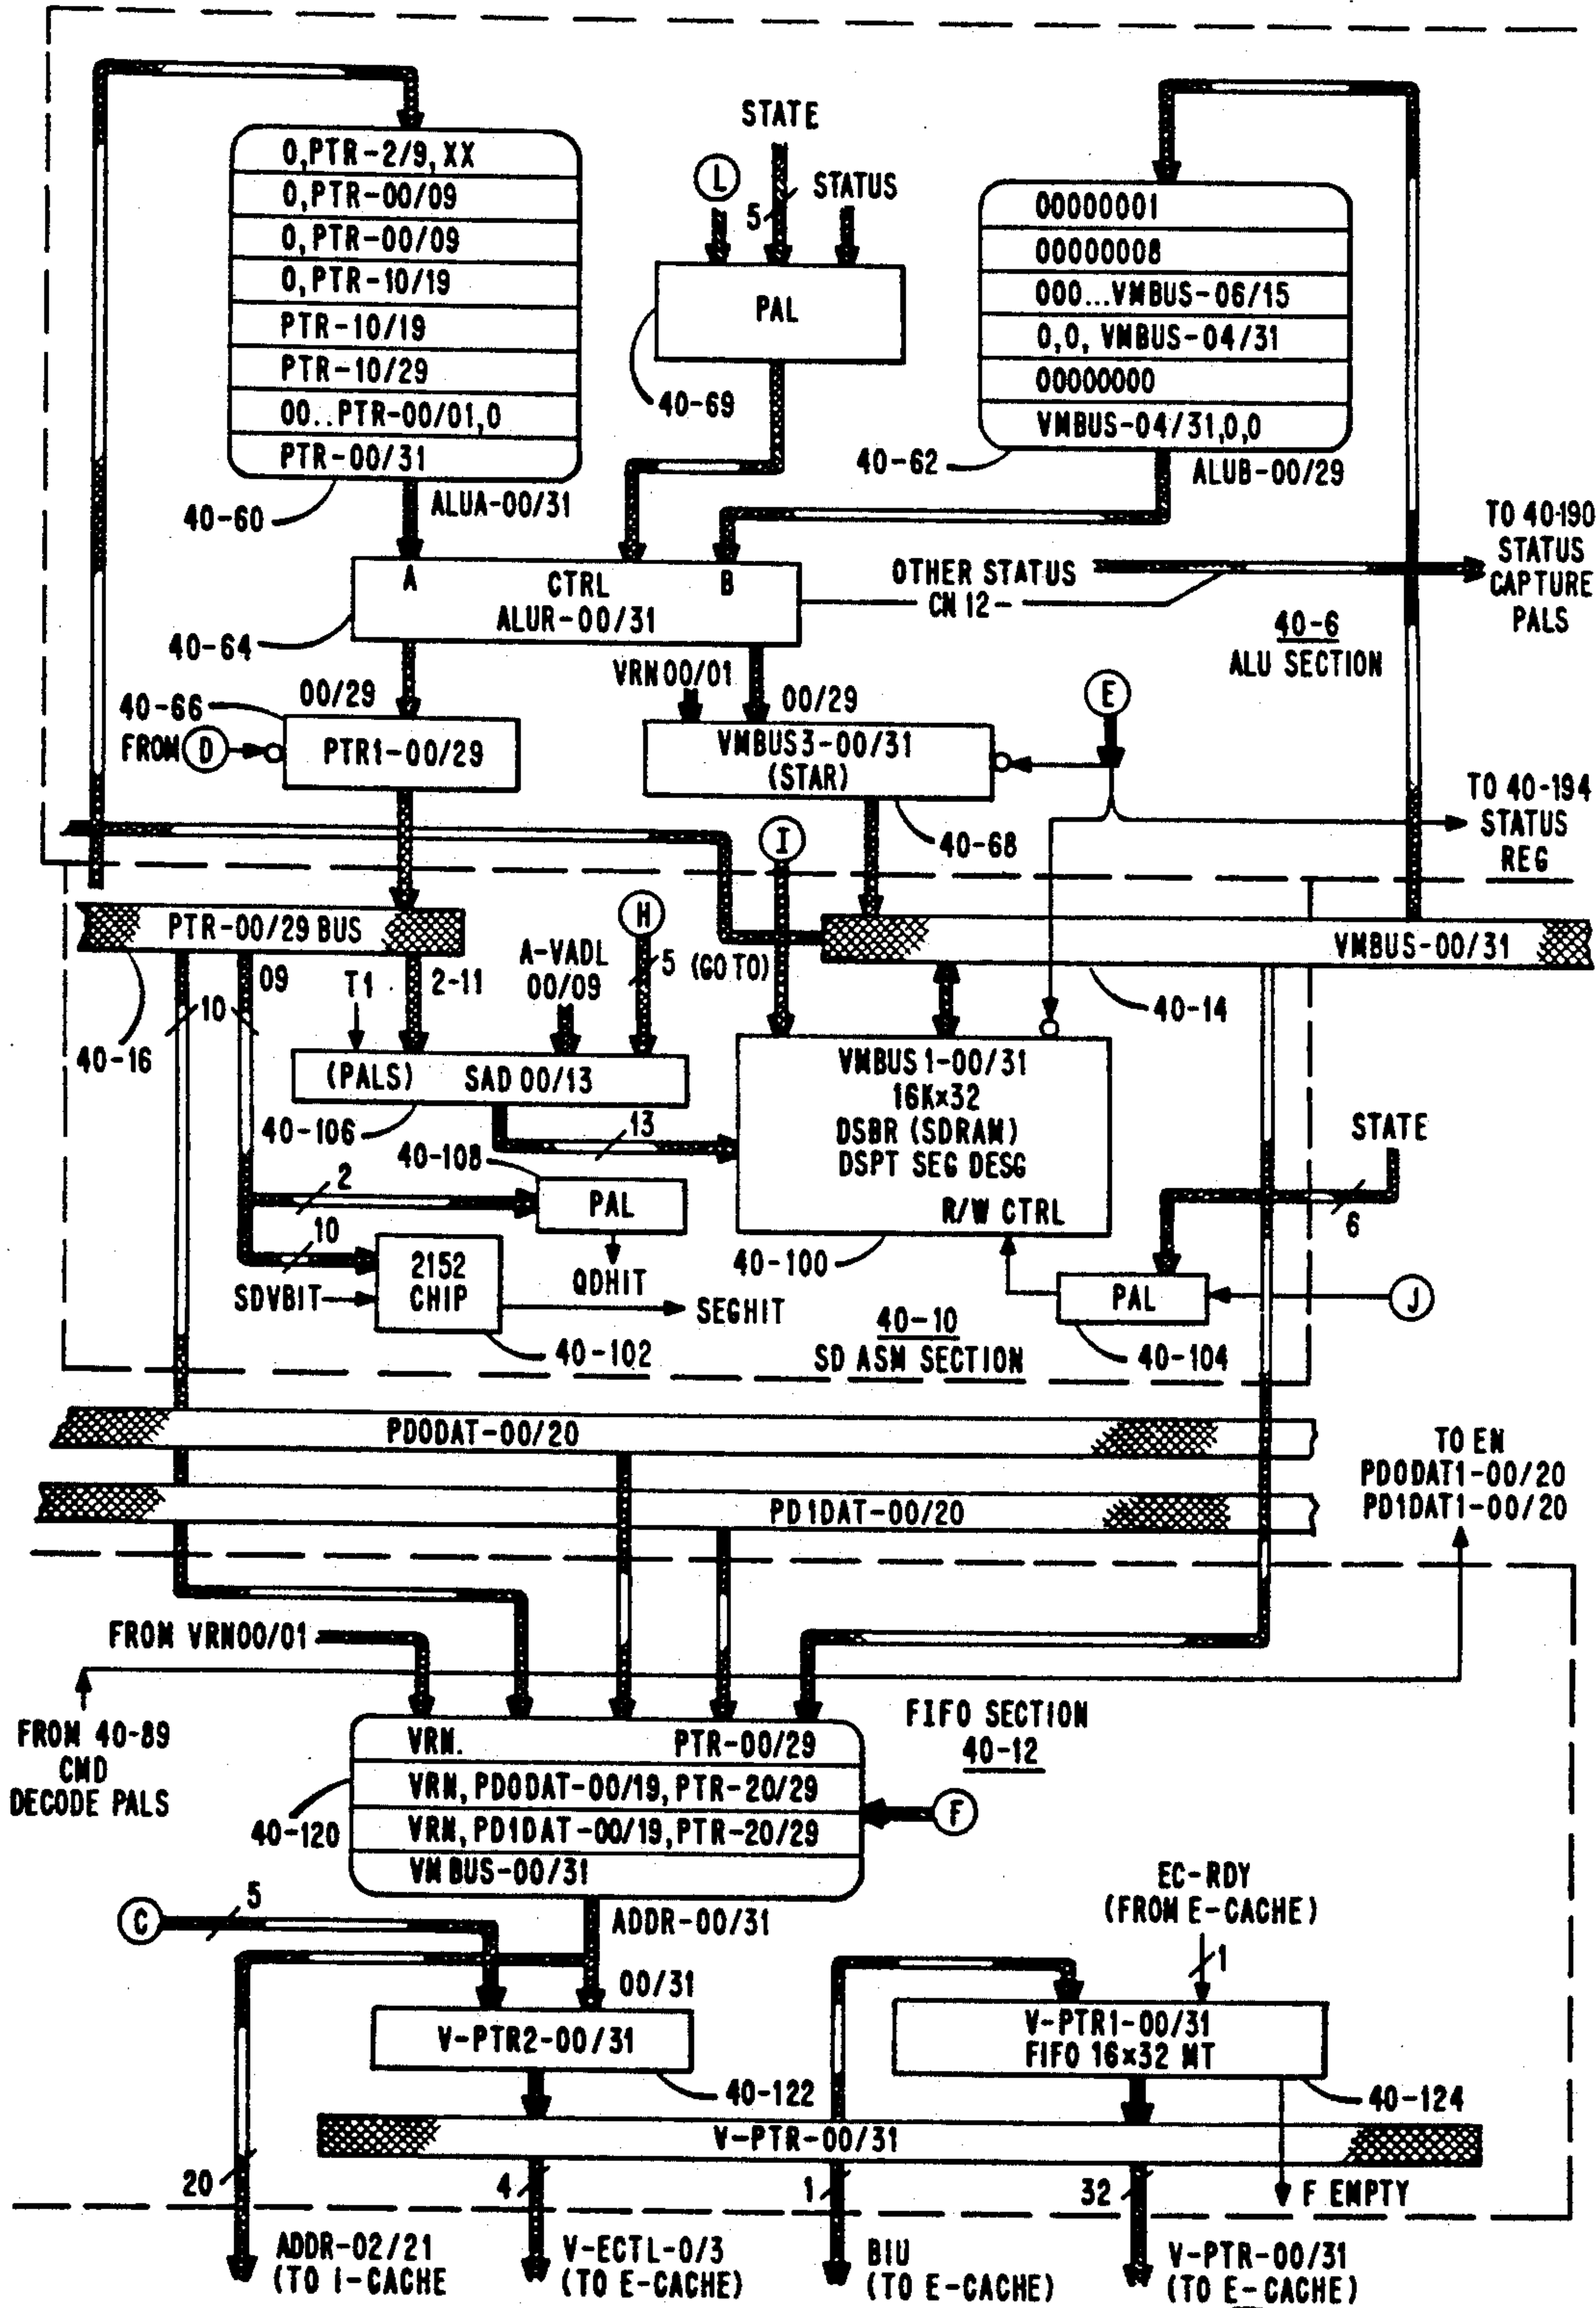 STATE
L
5
STATUS
0,PTR-2/9,XX
0,PTR-00/09
0,PTR-00/09
0,PTR-10/19
PTR-10/19
PTR-10/29
00..PTR-00/01,0
PTR-00/31
PAL
40-69
00000001
00000008
000...VMBUS-06/15
0,0, VMBUS-04/31
00000000
VMBUS-04/31,0,0
40-62
ALUB-00/29
40-60
ALUA-00/31
A
CTRL
B
ALUR-00/31
40-64
OTHER STATUS
CN 12-
TO 40-190
STATUS
CAPTURE
PALS
40-6
ALU SECTION
VRN00/01
00/29
00/29
40-66
FROM D
PTR1-00/29
VMBUS3-00/31
(STAR)
40-68
E
TO 40-194
STATUS
REG
I
PTR-00/29 BUS
H
VMBUS-00/31
40-14
40-16
10
09
T1
2-11
A-VADL
00/09
5 (GO TO)
(PALS) SAD 00/13
40-106
13
VMBUS1-00/31
16K×32
DSBR (SDRAM)
DSPT SEG DESG
R/W CTRL
40-100
STATE
6
40-108
2
PAL
QDHIT
10
SDVBIT
2152
CHIP
SEGHIT
40-102
40-10
SD ASM SECTION
PAL
J
40-104
PD0DAT-00/20
PD1DAT-00/20
TO EN
PD0DAT1-00/20
PD1DAT1-00/20
FROM VRN00/01
FROM 40-89
CMD
DECODE PALS
VRN. PTR-00/29
VRN, PD0DAT-00/19, PTR-20/29
VRN, PD1DAT-00/19, PTR-20/29
VMBUS-00/31
40-120
F
FIFO SECTION
40-12
C
5
ADDR-00/31
00/31
EC-RDY
(FROM E-CACHE)
1
V-PTR2-00/31
40-122
V-PTR1-00/31
FIFO 16×32 MT
40-124
V-PTR-00/31
20
4
1
32
F EMPTY
ADDR-02/21
(TO I-CACHE
V-ECTL-0/3
(TO E-CACHE)
BIU
(TO E-CACHE)
V-PTR-00/31
(TO E-CACHE)